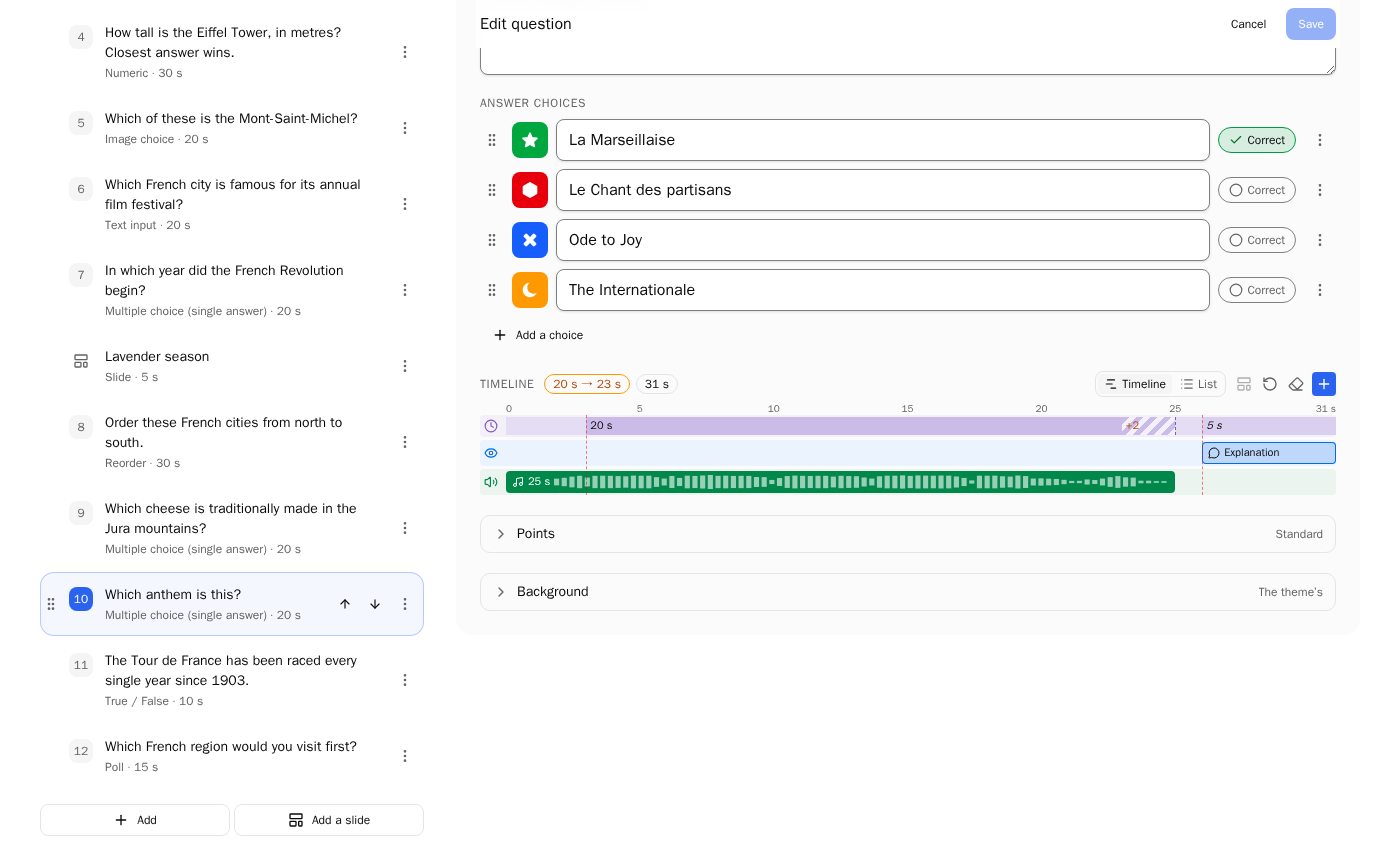 4
How tall is the Eiffel Tower, in metres?
Closest answer wins.
Numeric · 30 s
5
Which of these is the Mont-Saint-Michel?
Image choice · 20 s
6
Which French city is famous for its annual
film festival?
Text input · 20 s
7
In which year did the French Revolution
begin?
Multiple choice (single answer) · 20 s
Lavender season
Slide · 5 s
8
Order these French cities from north to
south.
Reorder · 30 s
9
Which cheese is traditionally made in the
Jura mountains?
Multiple choice (single answer) · 20 s
10
Which anthem is this?
Multiple choice (single answer) · 20 s
11
The Tour de France has been raced every
single year since 1903.
True / False · 10 s
12
Which French region would you visit first?
Poll · 15 s
Add
Add a slide
Edit question
Cancel
Save
ANSWER CHOICES
La Marseillaise
Correct
Le Chant des partisans
Correct
Ode to Joy
Correct
The Internationale
Correct
Add a choice
TIMELINE
20 s → 23 s
31 s
Timeline
List
0 5 10 15 20 25 31 s
20 s
+2
5 s
Explanation
25 s
Points
Standard
Background
The theme's